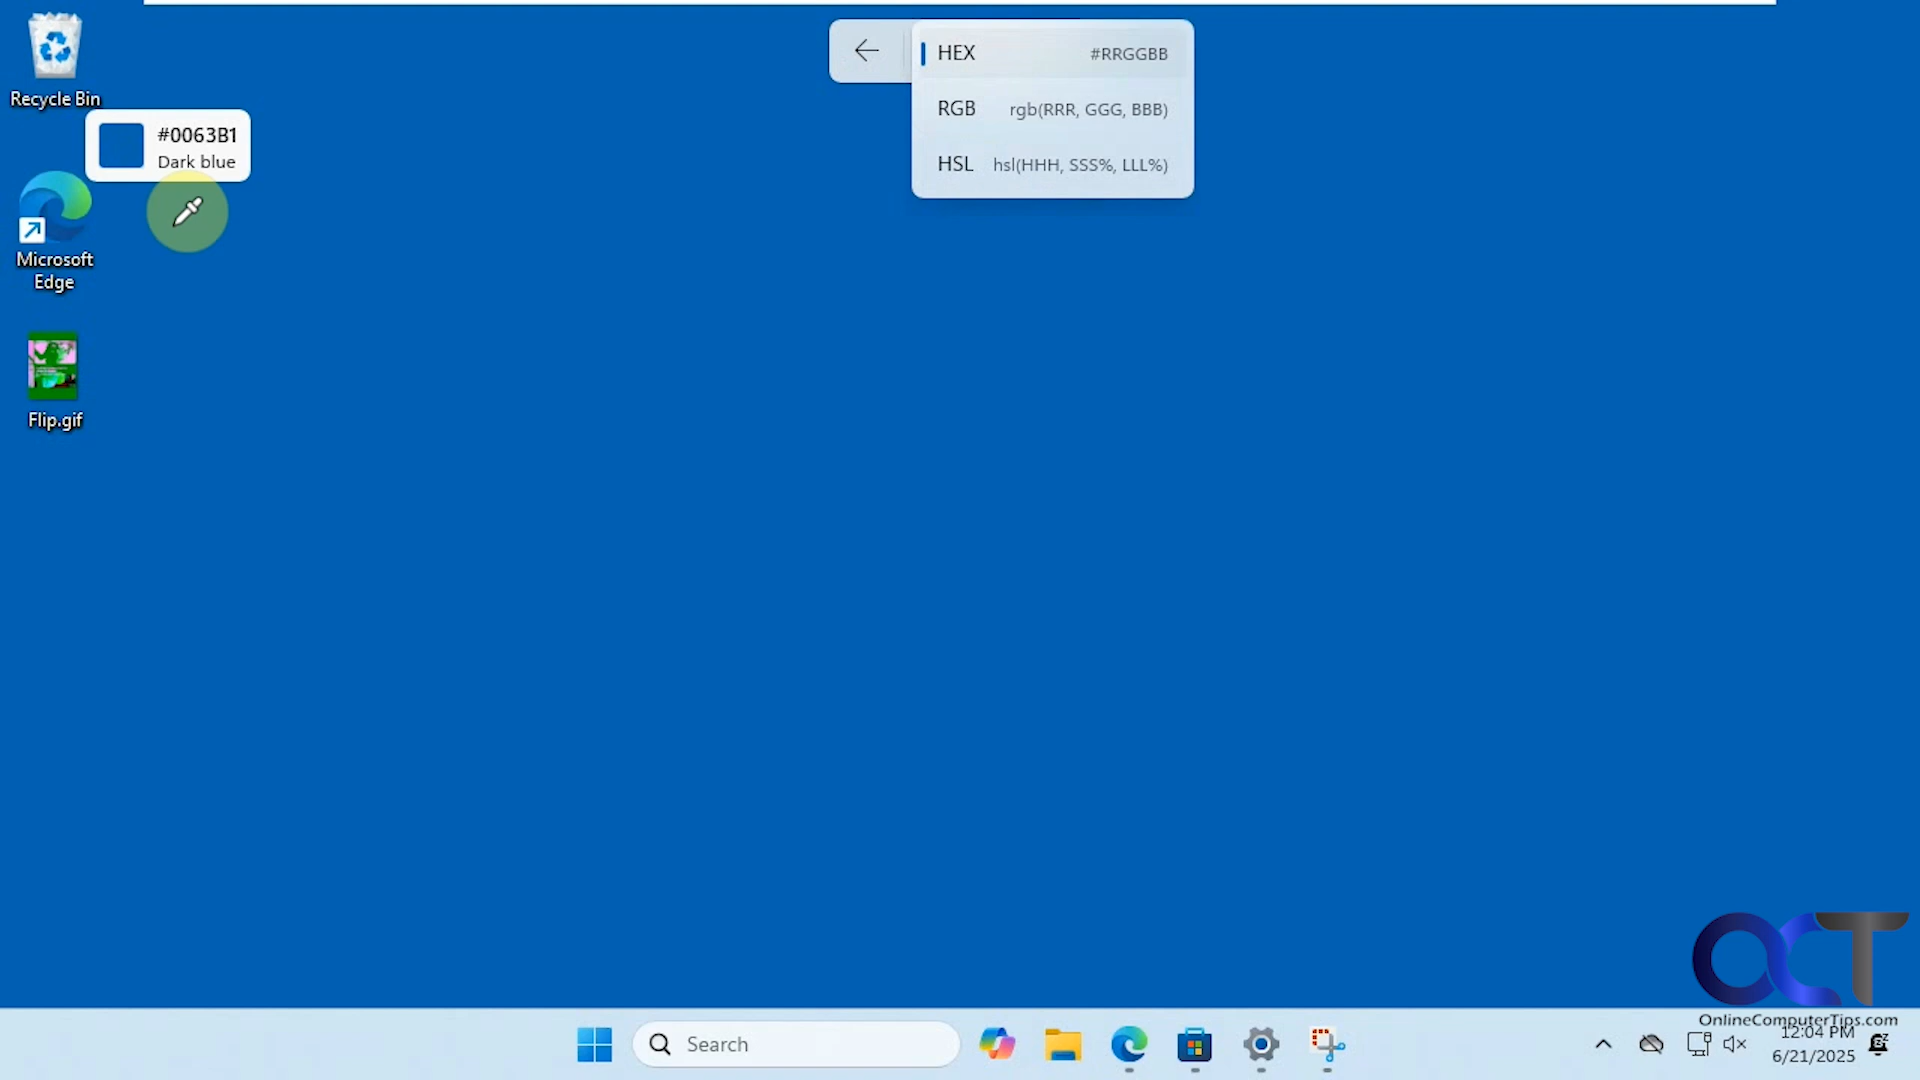 Recycle Bin
#0063B1
Dark blue
Microsoft
Edge
Flip.gif
HEX #RRGGBB
RGB rgb(RRR, GGG, BBB)
HSL hsl(HHH, SSS%, LLL%)
OCT
OnlineComputerTips.com
Search
12:04 PM
6/21/2025